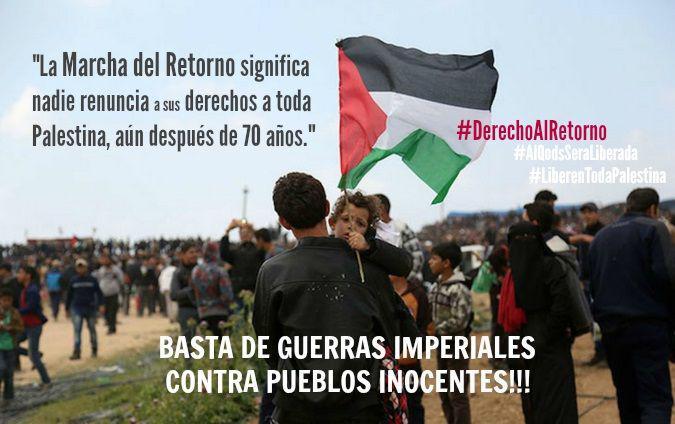 "La Marcha del Retorno significa
nadie renuncia a sus derechos a toda
Palestina, aún después de 70 años."
#DerechoAlRetorno
#AlQodsSeraLiberada
#LiberenTodaPalestina
BASTA DE GUERRAS IMPERIALES
CONTRA PUEBLOS INOCENTES!!!